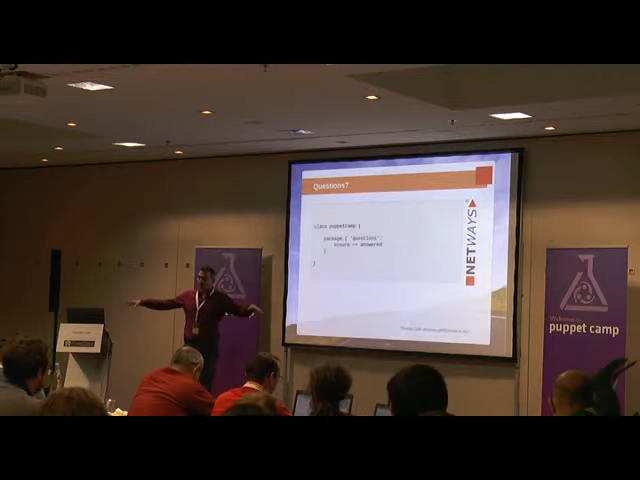 Questions?
class puppetcamp {
package { 'questions':
ensure => answered
}
}
NETWAYS
Welcome to
puppet camp